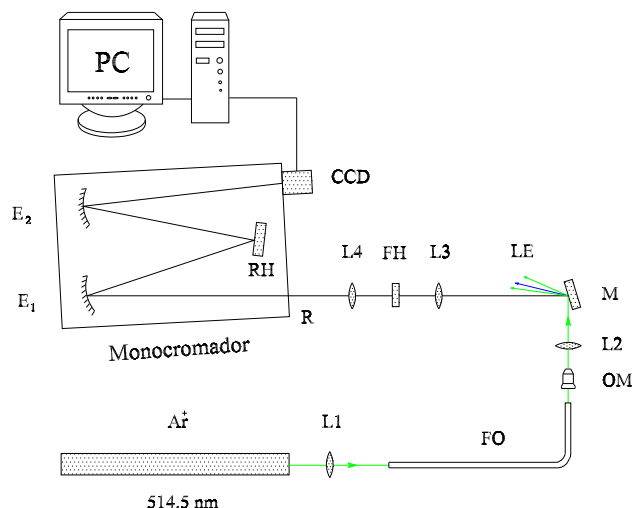 PC
CCD
E2
RH
L4
FH
L3
LE
M
E1
R
Monocromador
L2
OM
Ar+
L1
FO
514.5 nm